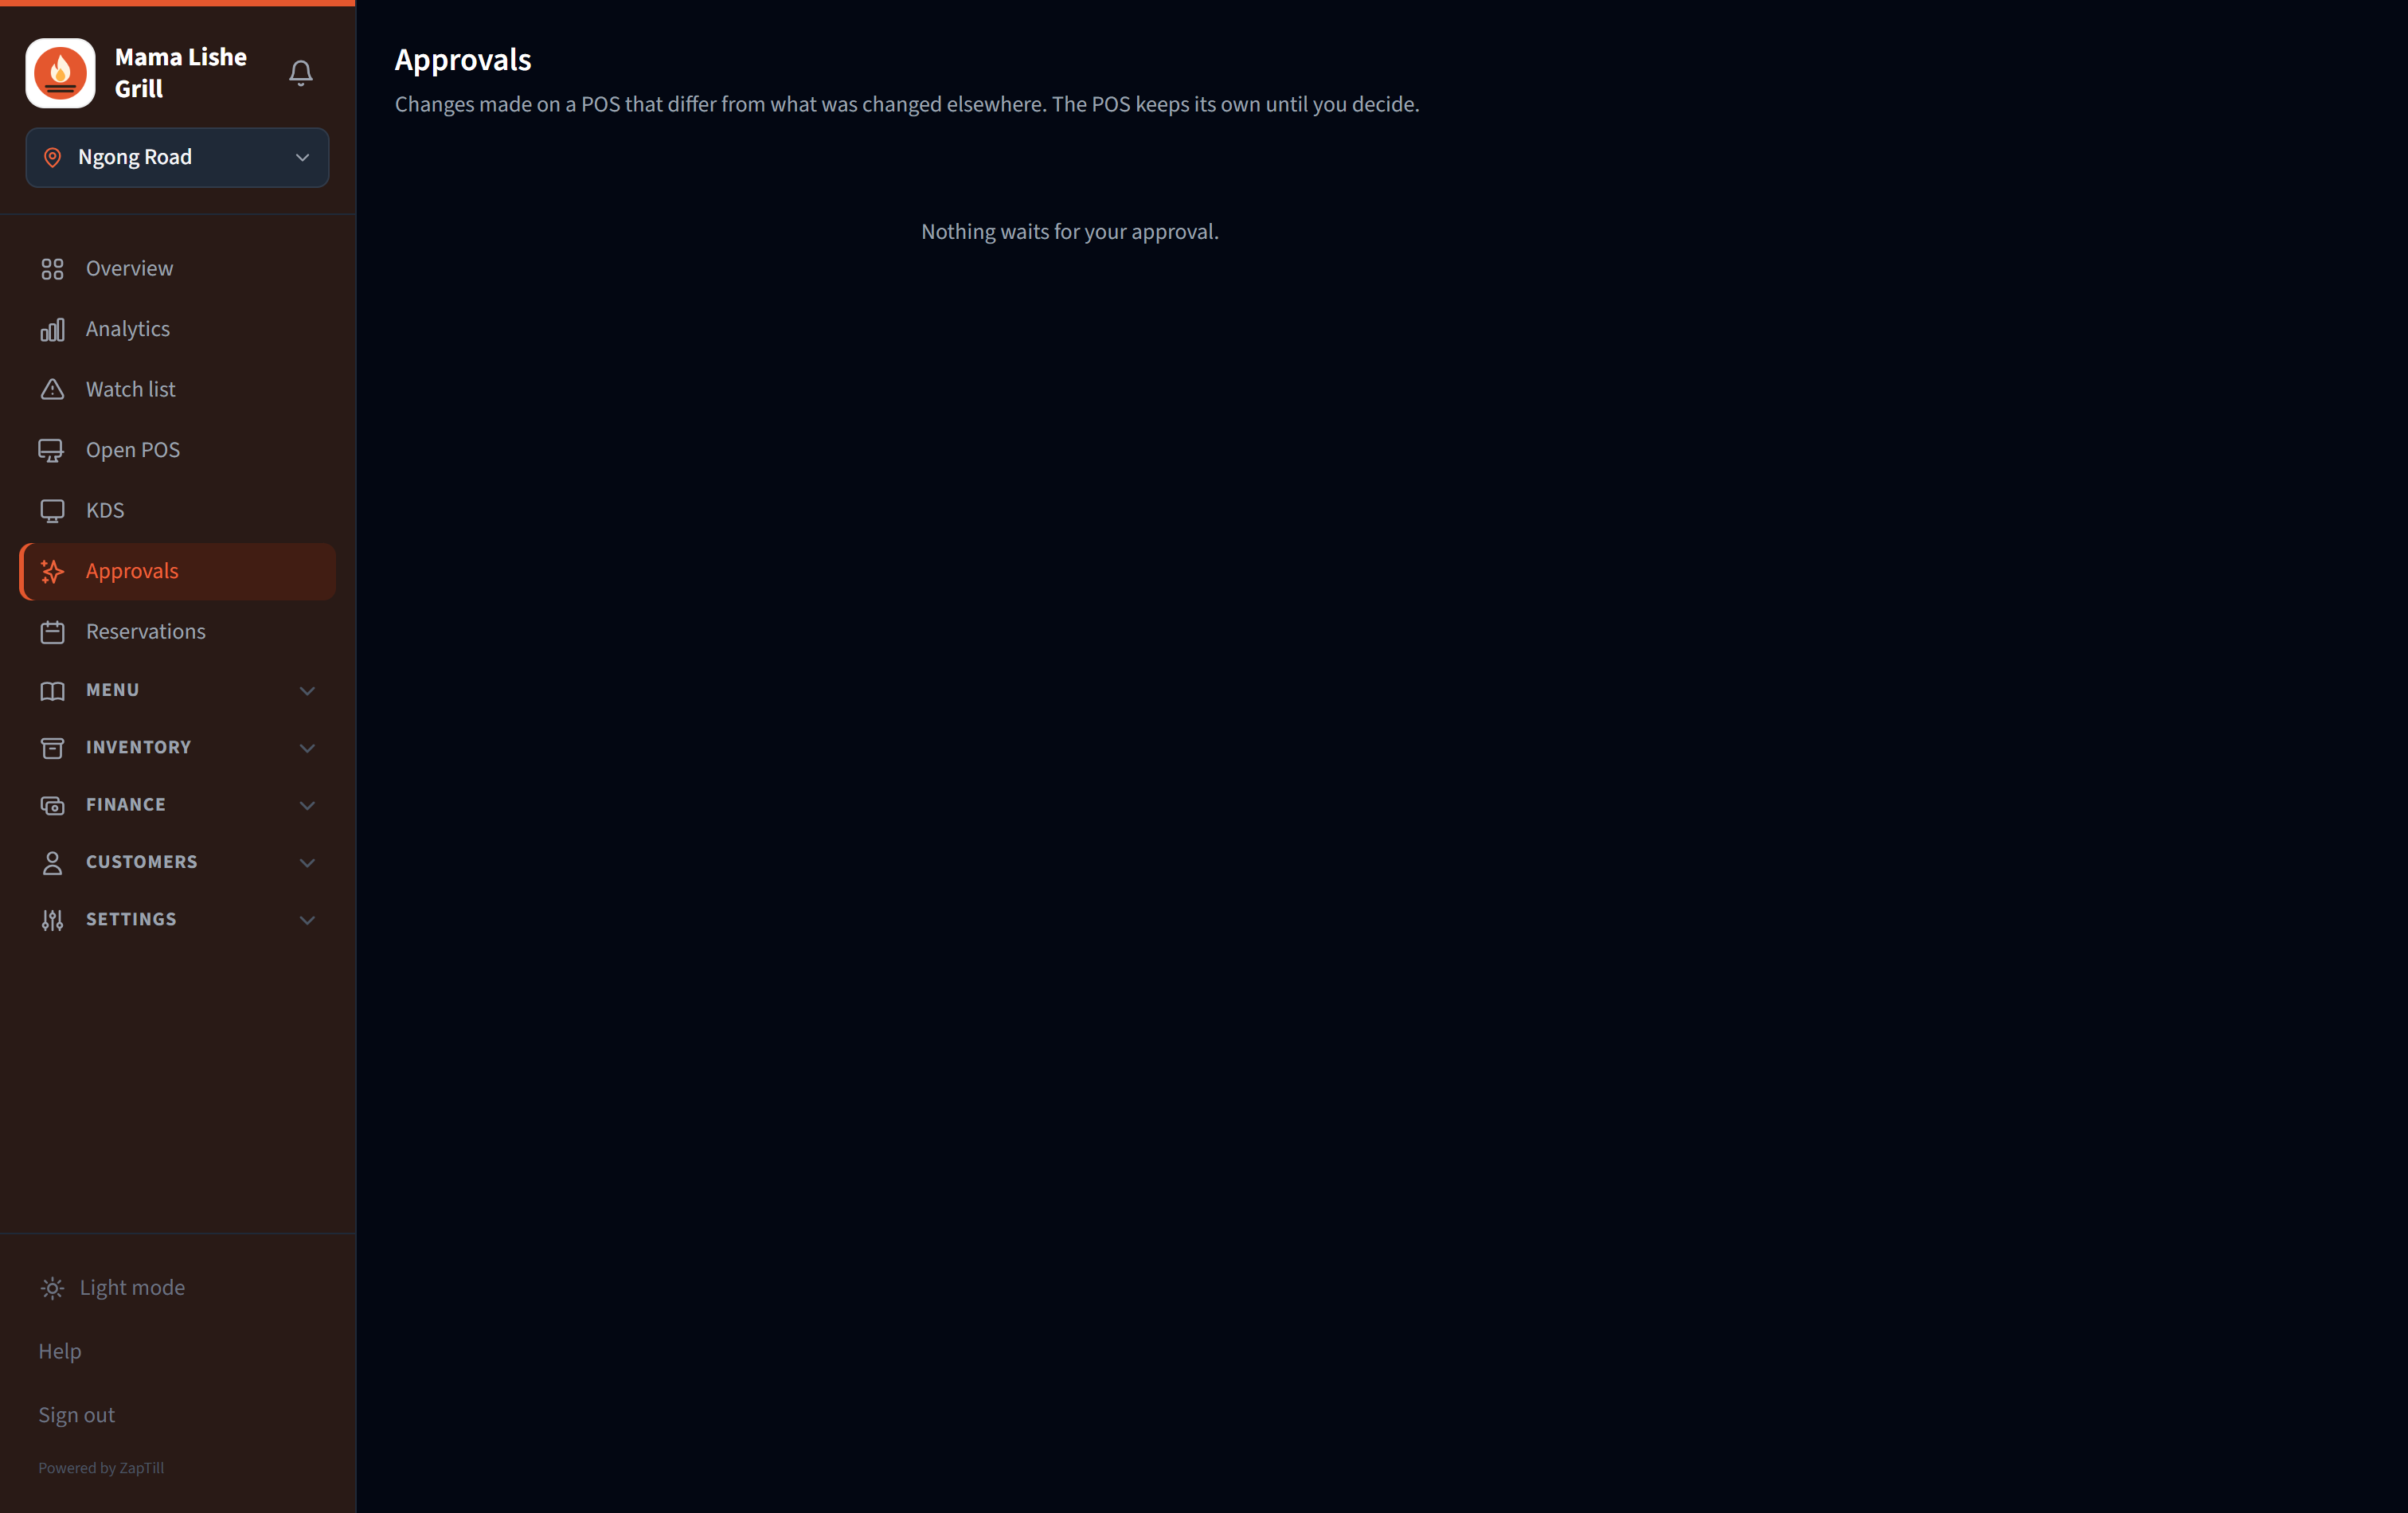 Mama Lishe
Grill
Ngong Road
Overview
Analytics
Watch list
Open POS
KDS
Approvals
Reservations
MENU
INVENTORY
FINANCE
CUSTOMERS
SETTINGS
Light mode
Help
Sign out
Powered by ZapTill
Approvals
Changes made on a POS that differ from what was changed elsewhere. The POS keeps its own until you decide.
Nothing waits for your approval.